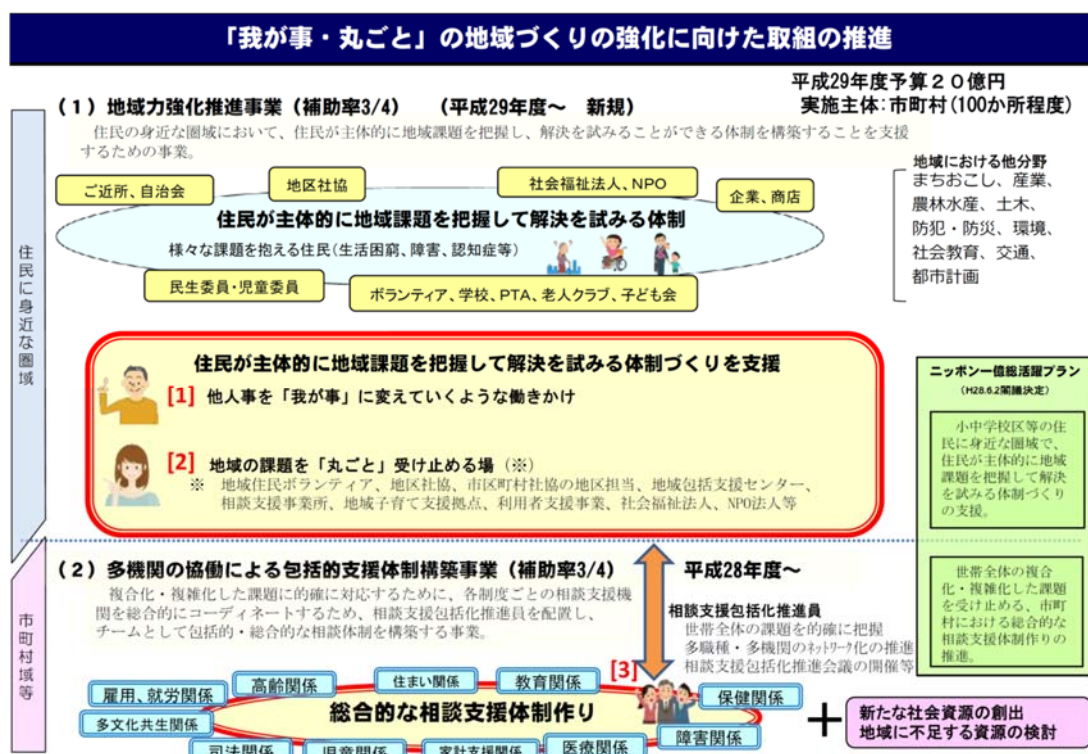 「我が事・丸ごと」の地域づくりの強化に向けた取組の推進
平成29年度予算２０億円
実施主体：市町村(100か所程度)
（１）地域力強化推進事業（補助率3/4）　（平成29年度～　新規）
住民の身近な圏域において、住民が主体的に地域課題を把握し、解決を試みることができる体制を構築することを支援
するための事業。
住民に身近な圏域
ご近所、自治会
地区社協
社会福祉法人、NPO
企業、商店
住民が主体的に地域課題を把握して解決を試みる体制
様々な課題を抱える住民(生活困窮、障害、認知症等)
民生委員・児童委員
ボランティア、学校、PTA、老人クラブ、子ども会
地域における他分野
まちおこし、産業、
農林水産、土木、
防犯・防災、環境、
社会教育、交通、
都市計画
住民が主体的に地域課題を把握して解決を試みる体制づくりを支援
[1] 他人事を「我が事」に変えていくような働きかけ
[2] 地域の課題を「丸ごと」受け止める場（※）
※　地域住民ボランティア、地区社協、市区町村社協の地区担当、地域包括支援センター、
相談支援事業所、地域子育て支援拠点、利用者支援事業、社会福祉法人、NPO法人等
ニッポン一億総活躍プラン
(H28.6.2閣議決定)
小中学校区等の住
民に身近な圏域で、
住民が主体的に地域
課題を把握して解決
を試みる体制づくり
の支援。
市町村域等
（２）多機関の協働による包括的支援体制構築事業（補助率3/4）　平成28年度～
複合化・複雑化した課題に的確に対応するために、各制度ごとの相談支援機
関を総合的にコーディネートするため、相談支援包括化推進員を配置し、
チームとして包括的・総合的な相談体制を構築する事業。
相談支援包括化推進員
世帯全体の課題を的確に把握
多職種・多機関のﾈｯﾄﾜｰｸ化の推進
相談支援包括化推進会議の開催等
世帯全体の複合
化・複雑化した課題
を受け止める、市町
村における総合的な
相談支援体制作りの
推進。
[3]
雇用、就労関係
高齢関係
住まい関係
教育関係
保健関係
多文化共生関係
総合的な相談支援体制作り
障害関係
司法関係
児童関係
家計支援関係
医療関係
＋
新たな社会資源の創出
地域に不足する資源の検討